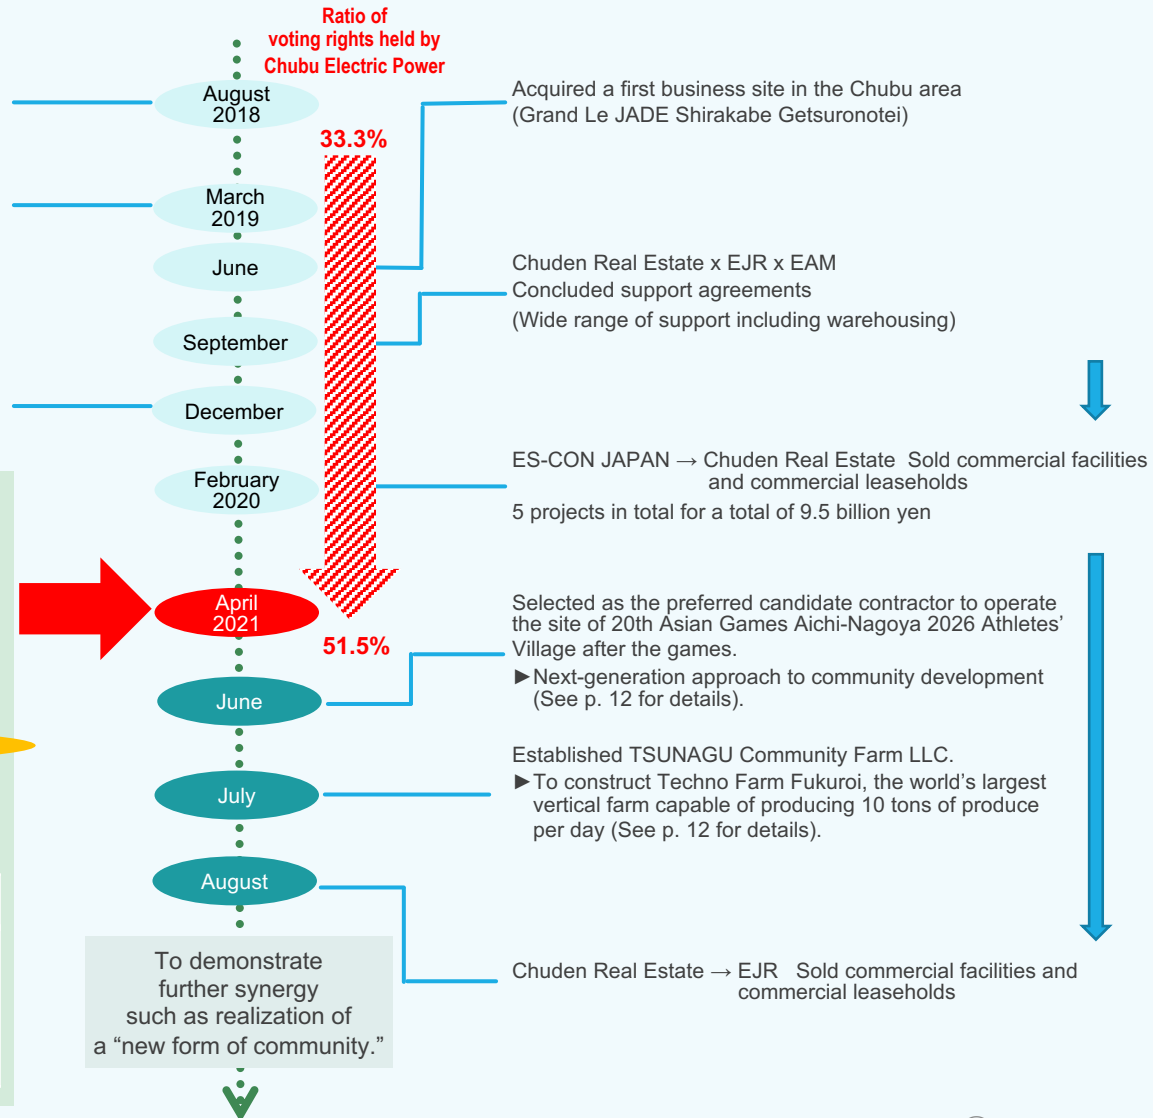 Ratio of
voting rights held by
Chubu Electric Power
August
2018
Acquired a first business site in the Chubu area
(Grand Le JADE Shirakabe Getsuronotei)
33.3%
March
2019
June
Chuden Real Estate x EJR x EAM
Concluded support agreements
(Wide range of support including warehousing)
September
December
February
2020
ES-CON JAPAN → Chuden Real Estate Sold commercial facilities
and commercial leaseholds
5 projects in total for a total of 9.5 billion yen
April
2021
51.5%
Selected as the preferred candidate contractor to operate
the site of 20th Asian Games Aichi-Nagoya 2026 Athletes’
Village after the games.
►Next-generation approach to community development
(See p. 12 for details).
June
Established TSUNAGU Community Farm LLC.
►To construct Techno Farm Fukuroi, the world’s largest
vertical farm capable of producing 10 tons of produce
per day (See p. 12 for details).
July
August
Chuden Real Estate → EJR Sold commercial facilities and
commercial leaseholds
To demonstrate
further synergy
such as realization of
a “new form of community.”